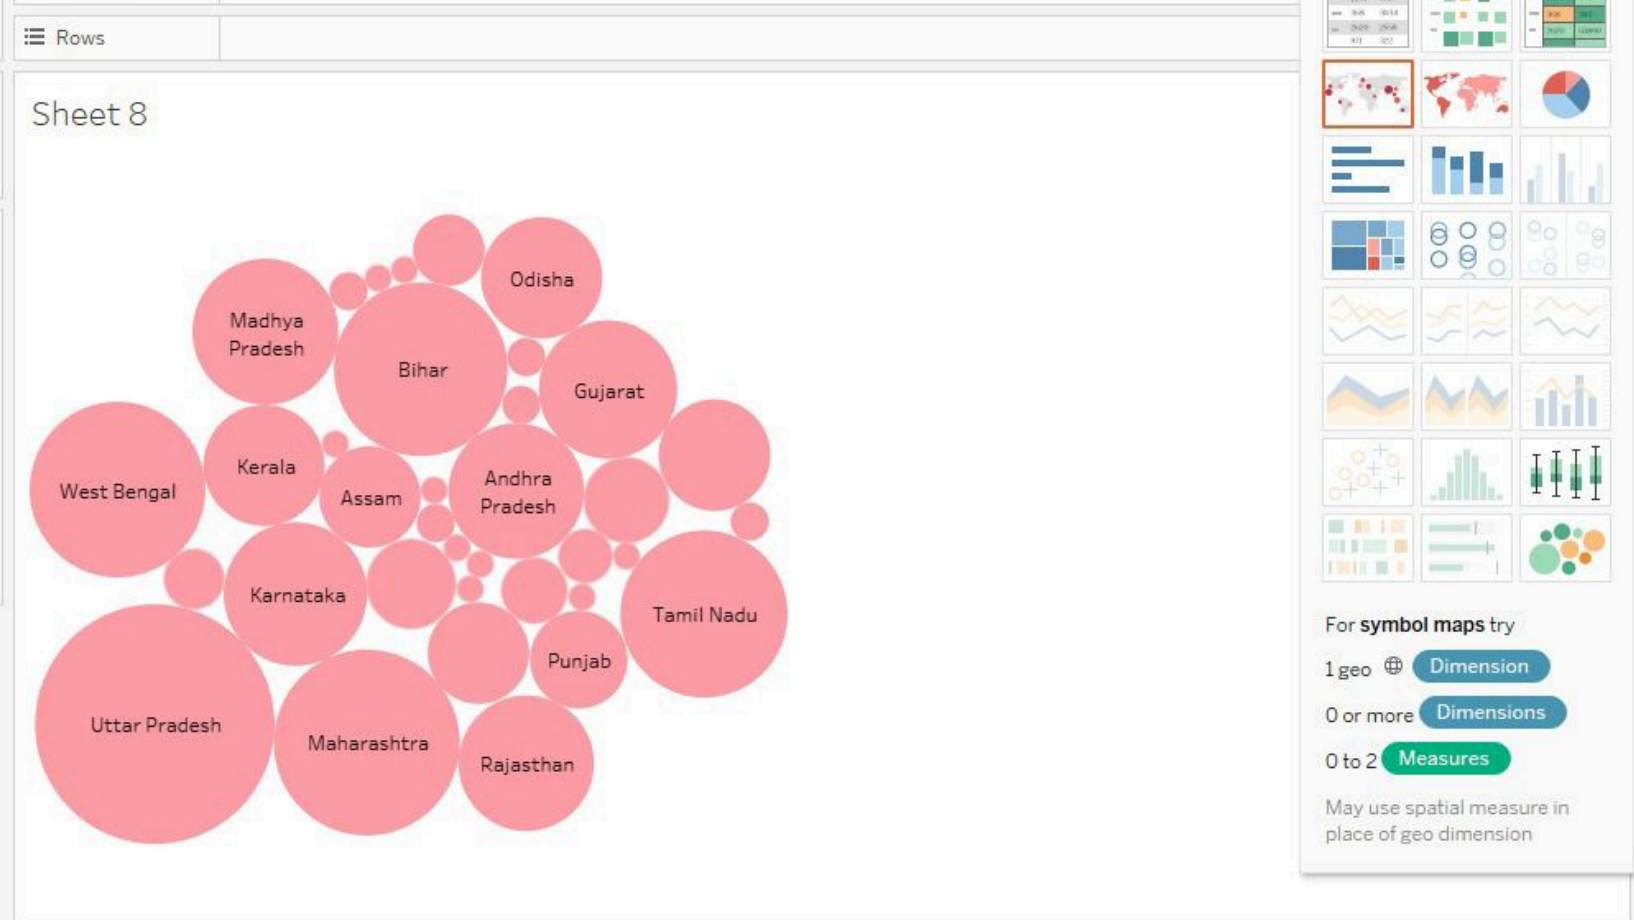 Rows
Sheet 8
Odisha
Madhya
Pradesh
Bihar
Gujarat
Kerala
West Bengal
Assam
Andhra
Pradesh
Karnataka
Tamil Nadu
Punjab
Uttar Pradesh
Maharashtra
Rajasthan
For symbol maps try
1 geo Dimension
0 or more Dimensions
0 to 2 Measures
May use spatial measure in
place of geo dimension